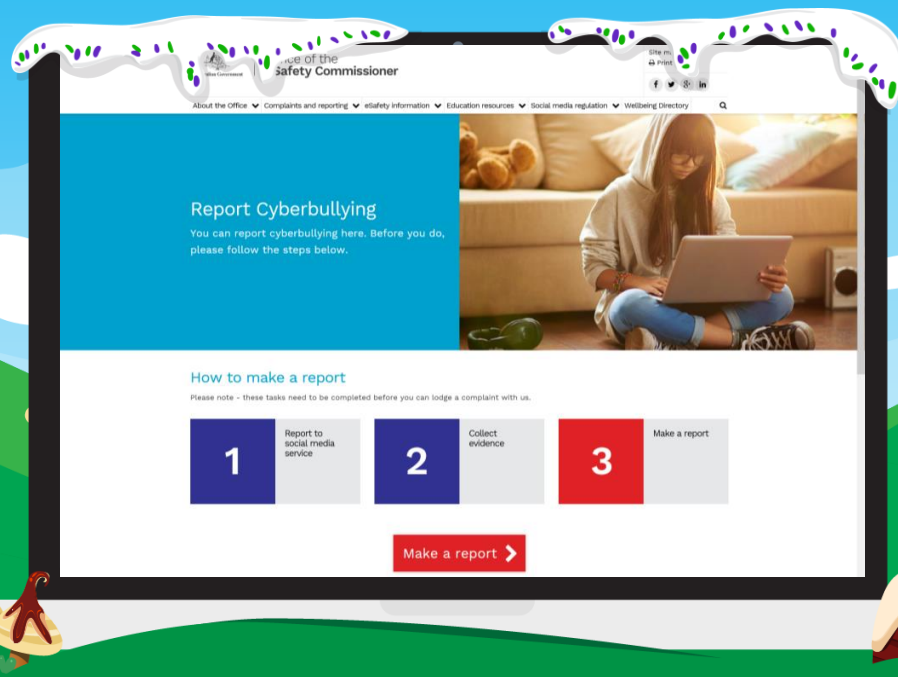 of the
Safety Commissioner
Site
Print
About the Office Complaints and reporting eSafety information Education resources Social media regulation Wellbeing Directory
Report Cyberbullying
You can report cyberbullying here. Before you do,
please follow the steps below.
How to make a report
Please note - these tasks need to be completed before you can lodge a complaint with us.
1
Report to
social media
service
2
Collect
evidence
3
Make a report
Make a report